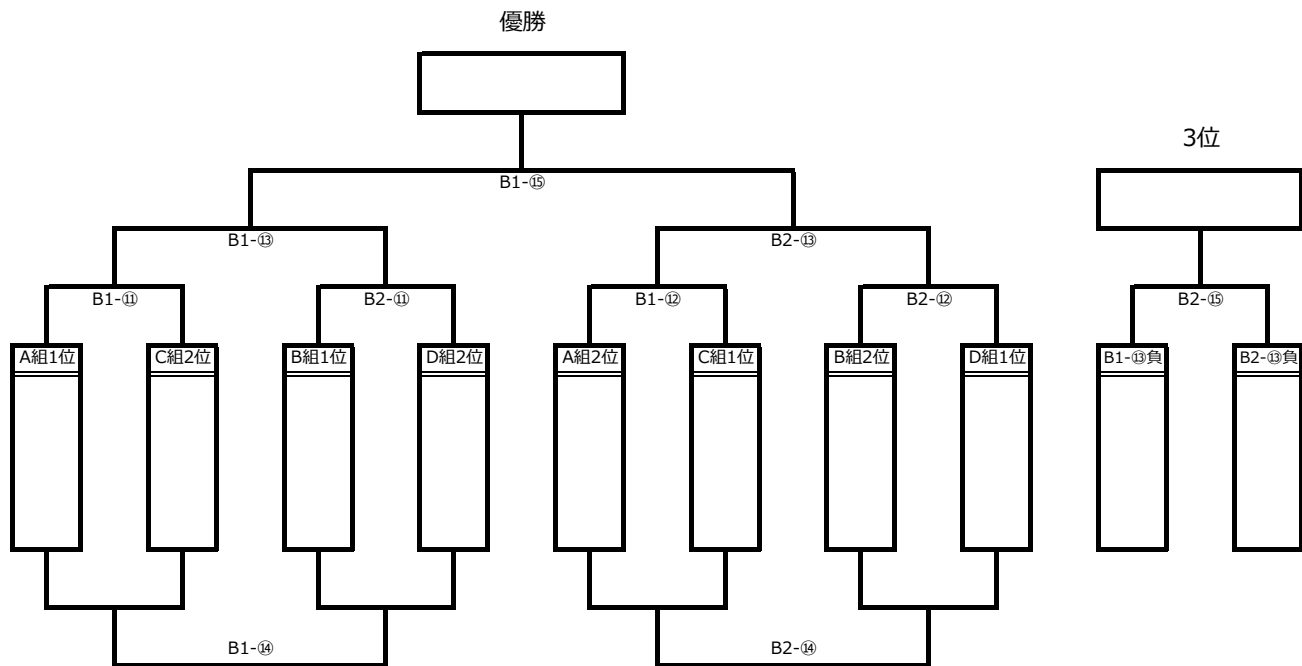 優勝
3位
B1-⑮
B1-⑬
B2-⑬
B1-⑪
B2-⑪
B1-⑫
B2-⑫
B2-⑮
A組1位
C組2位
B組1位
D組2位
A組2位
C組1位
B組2位
D組1位
B1-⑬負
B2-⑬負
B1-⑭
B2-⑭